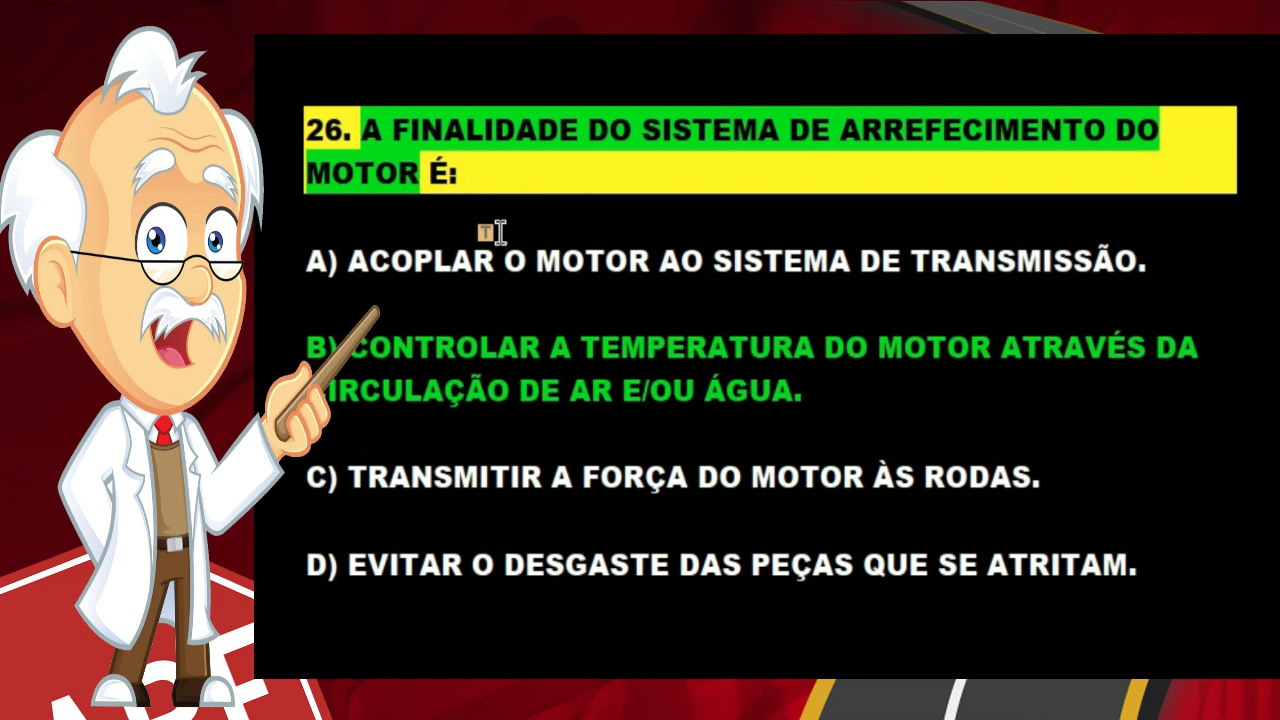 26. A FINALIDADE DO SISTEMA DE ARREFECIMENTO DO
MOTOR É:
T
A) ACOPLAR O MOTOR AO SISTEMA DE TRANSMISSÃO.
B) CONTROLAR A TEMPERATURA DO MOTOR ATRAVÉS DA
IRCULAÇÃO DE AR E/OU ÁGUA.
C) TRANSMITIR A FORÇA DO MOTOR ÀS RODAS.
D) EVITAR O DESGASTE DAS PEÇAS QUE SE ATRITAM.